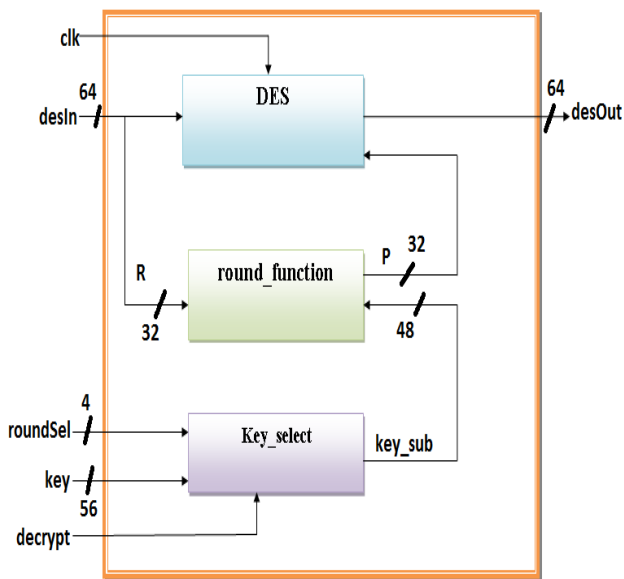 clk
64
desIn
DES
64
desOut
R
32
round_function
P
32
48
4
roundSel
key
56
decrypt
Key_select
key_sub